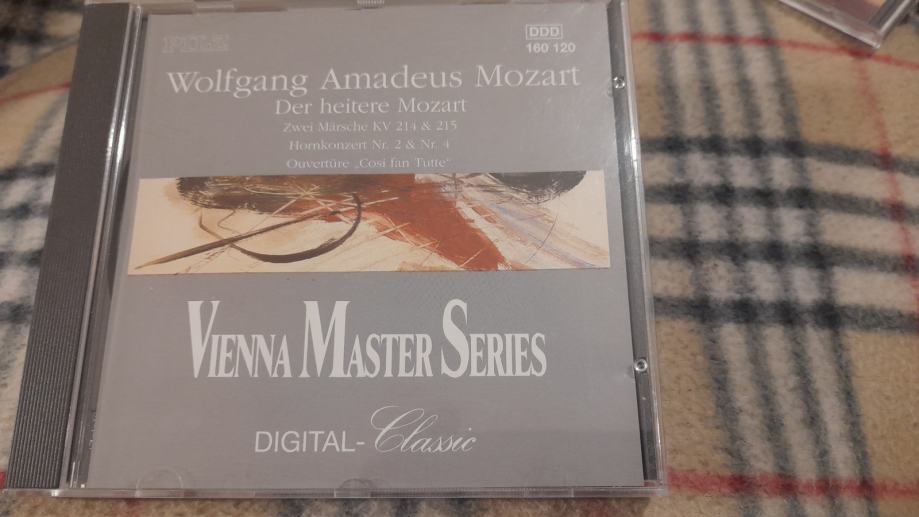 PILZ
DDD
160 120
Wolfgang Amadeus Mozart
Der heitere Mozart
Zwei Märsche KV 214 & 215
Hornkonzert Nr. 2 & Nr. 4
Ouvertüre „Cosi fan Tutte“
VIENNA MASTER SERIES
DIGITAL-Classic